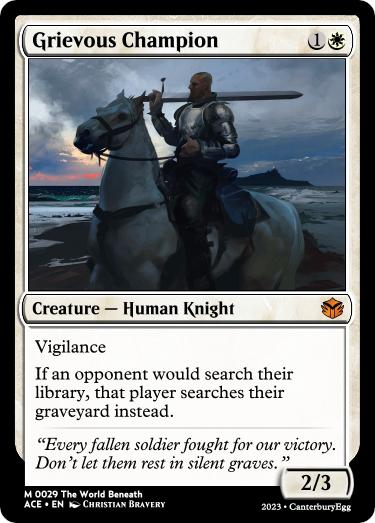 Grievous Champion 1
Creature — Human Knight
Vigilance
If an opponent would search their
library, that player searches their
graveyard instead.
“Every fallen soldier fought for our victory.
Don’t let them rest in silent graves.”
2/3
M 0029 The World Beneath
ACE • EN Christian Bravery
2023 • CanterburyEgg